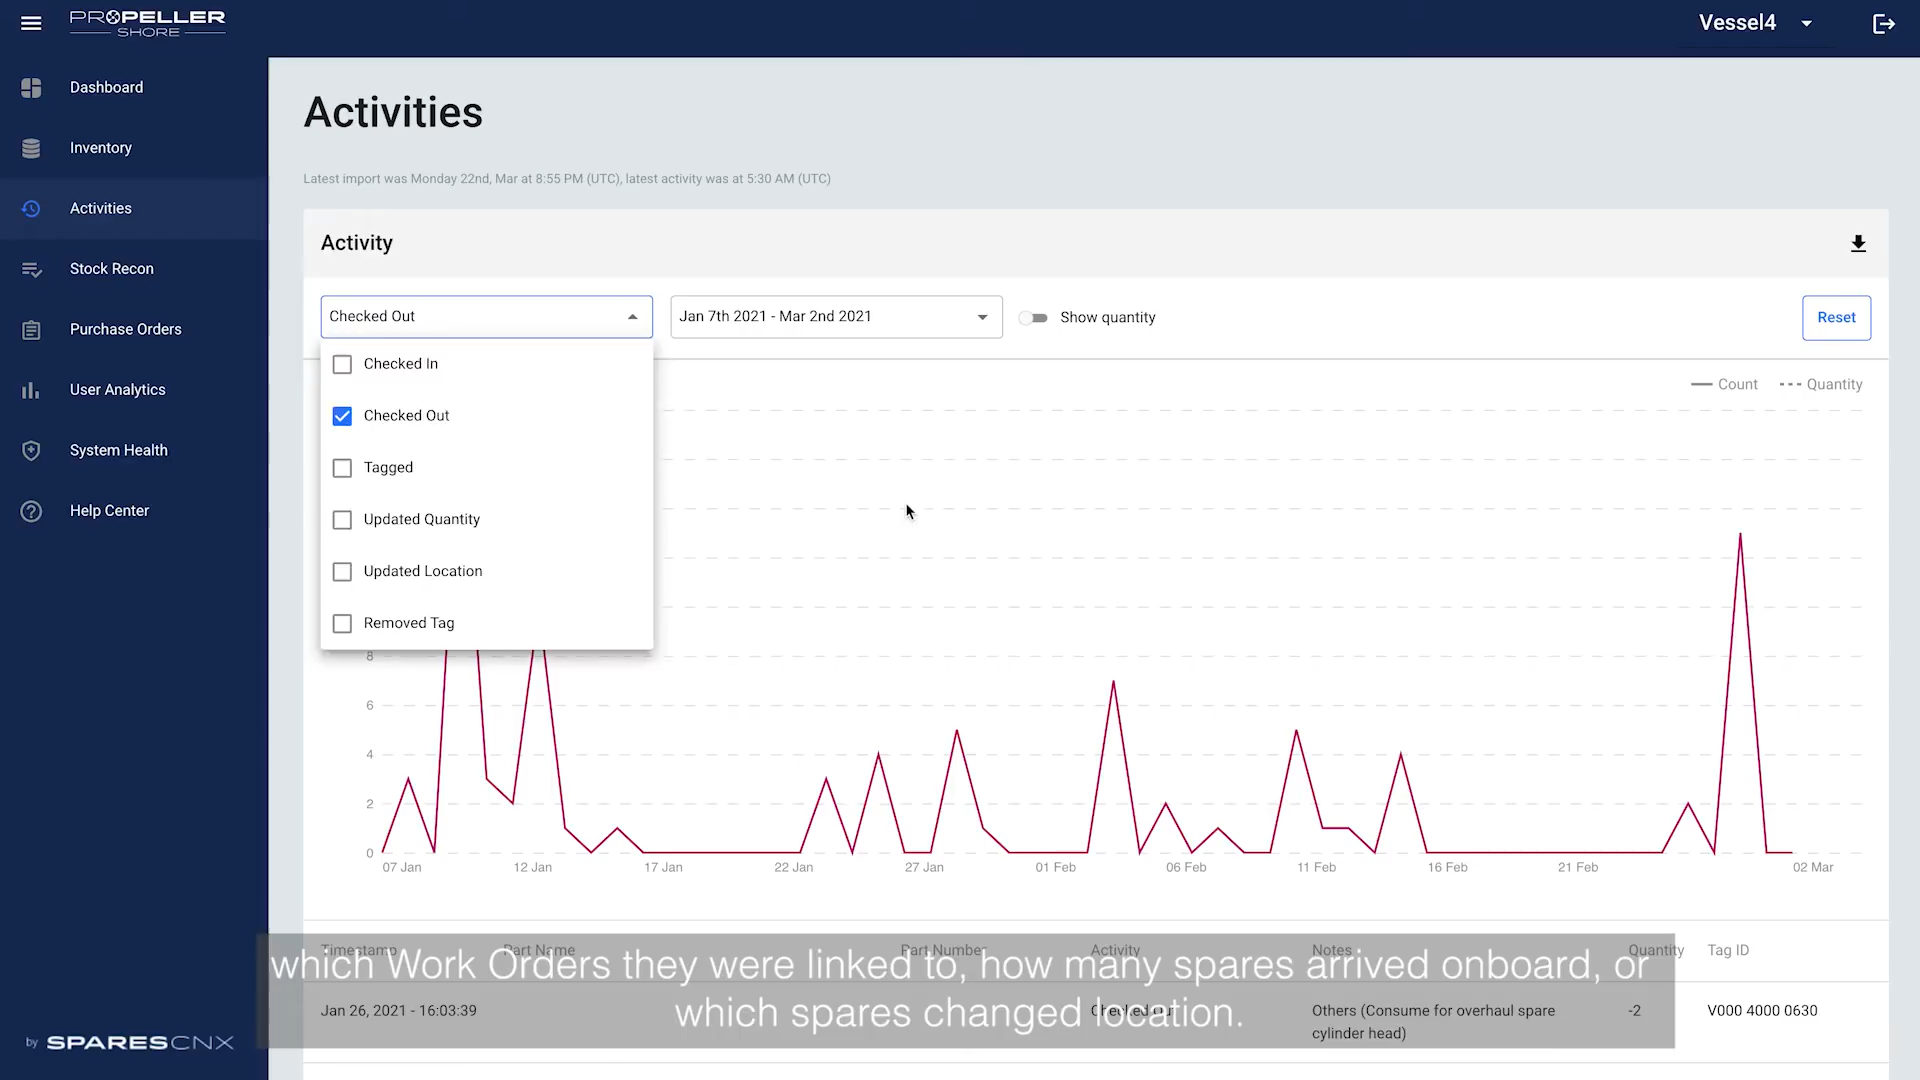 PROPELLER
SHORE
Vessel4
Dashboard
Inventory
Activities
Stock Recon
Purchase Orders
User Analytics
System Health
Help Center
by SPARESCNX
Activities
Latest import was Monday 22nd, Mar at 8:55 PM (UTC), latest activity was at 5:30 AM (UTC)
Activity
Checked Out
Jan 7th 2021 - Mar 2nd 2021
Show quantity
Reset
Checked In
Checked Out
Tagged
Updated Quantity
Updated Location
Removed Tag
Count Quantity
8
6
4
2
0
07 Jan 12 Jan 17 Jan 22 Jan 27 Jan 01 Feb 06 Feb 11 Feb 16 Feb 21 Feb 02 Mar
Timestamp Part Name Part Number Activity Notes Quantity Tag ID
Jan 26, 2021 - 16:03:39 Checked Out Others (Consume for overhaul spare -2 V000 4000 0630
cylinder head)
which Work Orders they were linked to, how many spares arrived onboard, or
which spares changed location.